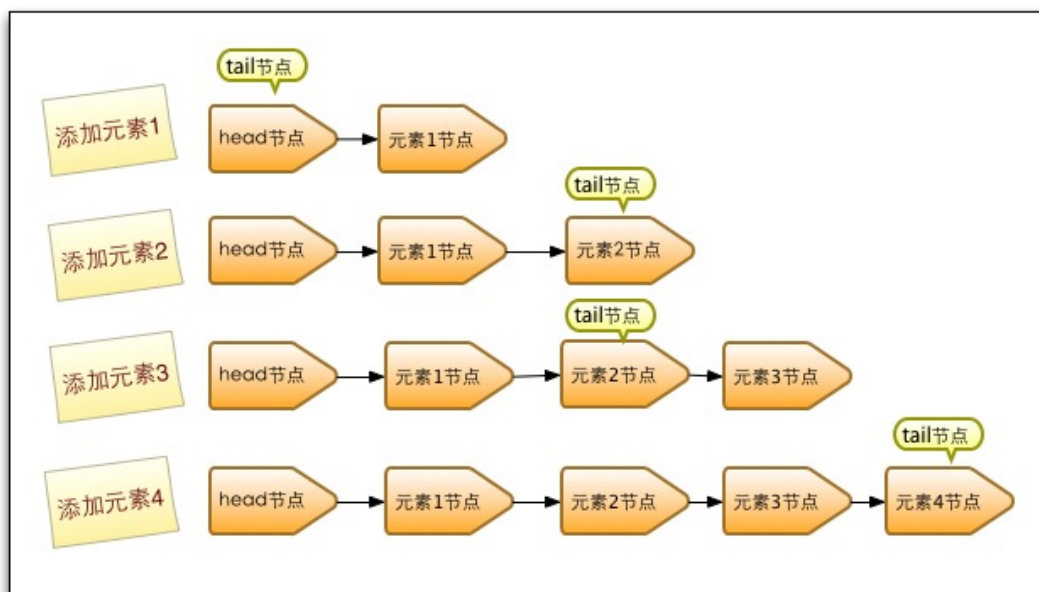 tail节点
添加元素1
head节点
元素1节点
tail节点
添加元素2
head节点
元素1节点
元素2节点
tail节点
添加元素3
head节点
元素1节点
元素2节点
元素3节点
tail节点
添加元素4
head节点
元素1节点
元素2节点
元素3节点
元素4节点